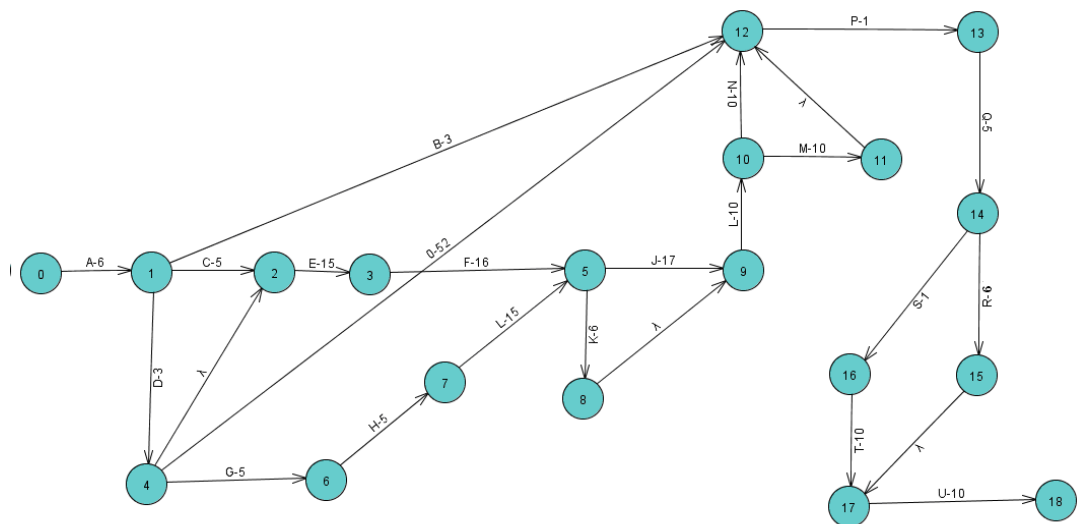 12
P-1
13
B-3
N-10
λ
Q-5
10
M-10
11
0-52
L-10
14
0
A-6
1
C-5
2
E-15
3
F-16
5
J-17
9
S-1
R-9
D-3
λ
L-15
K-6
λ
7
8
16
15
H-5
T-10
λ
4
G-5
6
17
U-10
18